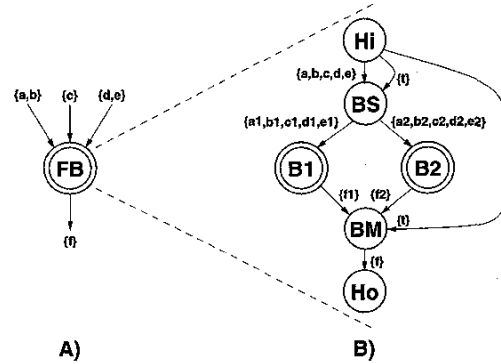 {a,b} {c} {d,e}
FB
{f}
A)
Hi
{a,b,c,d,e} {t}
BS
{a1,b1,c1,d1,e1} {a2,b2,c2,d2,e2}
B1 B2
{f1} {f2}
BM {t}
{f}
Ho
B)